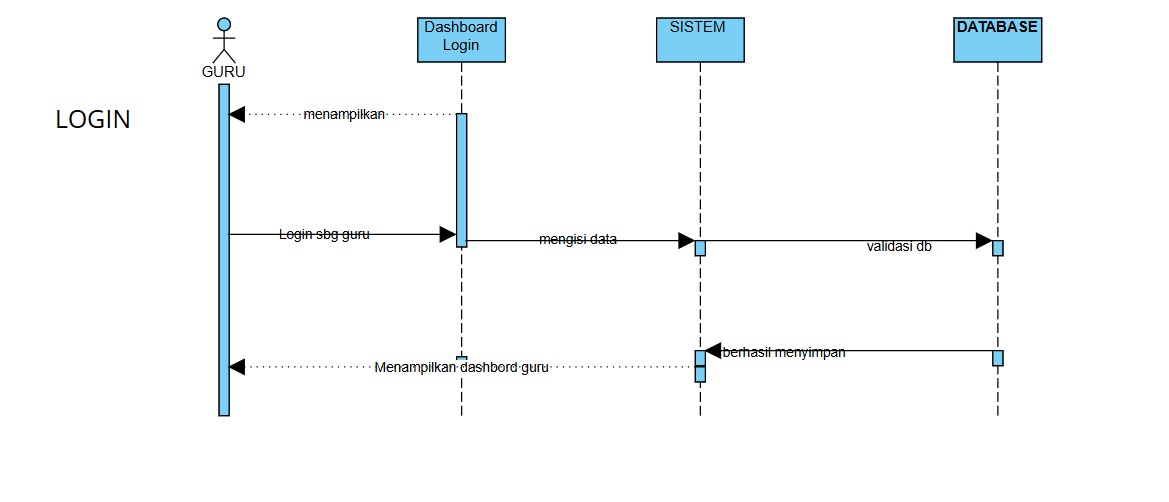 Dashboard
Login
SISTEM
DATABASE
GURU
LOGIN
menampilkan
Login sbg guru
mengisi data
validasi db
berhasil menyimpan
Menampilkan dashbord guru